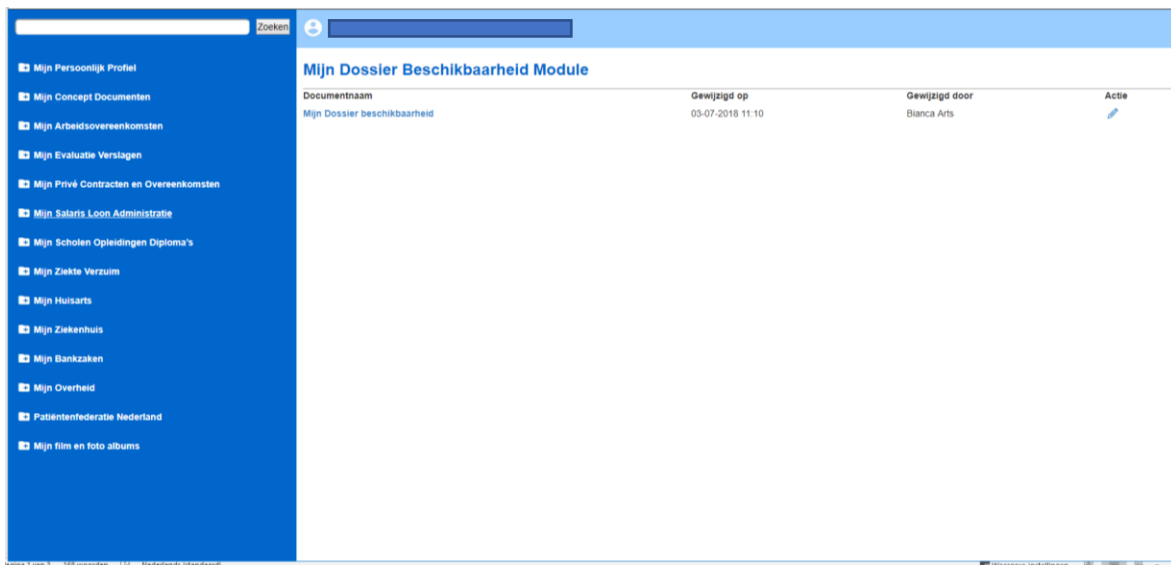 Zoeken
Mijn Persoonlijk Profiel
Mijn Concept Documenten
Mijn Arbeidsovereenkomsten
Mijn Evaluatie Verslagen
Mijn Privé Contracten en Overeenkomsten
Mijn Salaris Loon Administratie
Mijn Scholen Opleidingen Diploma's
Mijn Ziekte Verzuim
Mijn Huisarts
Mijn Ziekenhuis
Mijn Bankzaken
Mijn Overheid
Patiëntenfederatie Nederland
Mijn film en foto albums
Mijn Dossier Beschikbaarheid Module
Documentnaam Gewijzigd op Gewijzigd door Actie
Mijn Dossier beschikbaarheid 03-07-2018 11:10 Bianca Arts